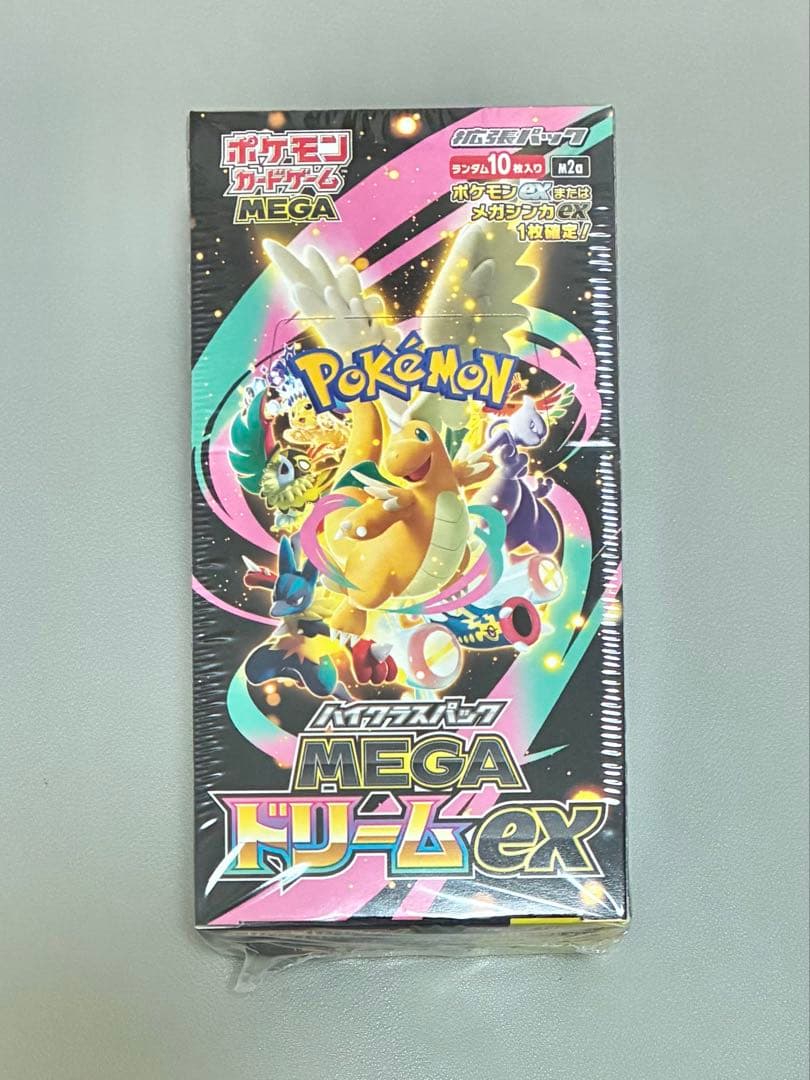 ポケモン
カードゲーム
MEGA
拡張パック
ランダム10枚入り M2a
ポケモンexまたは
メガシンカex
1枚確定!
POKéMON
ハイクラスパック
MEGA
ドリームex